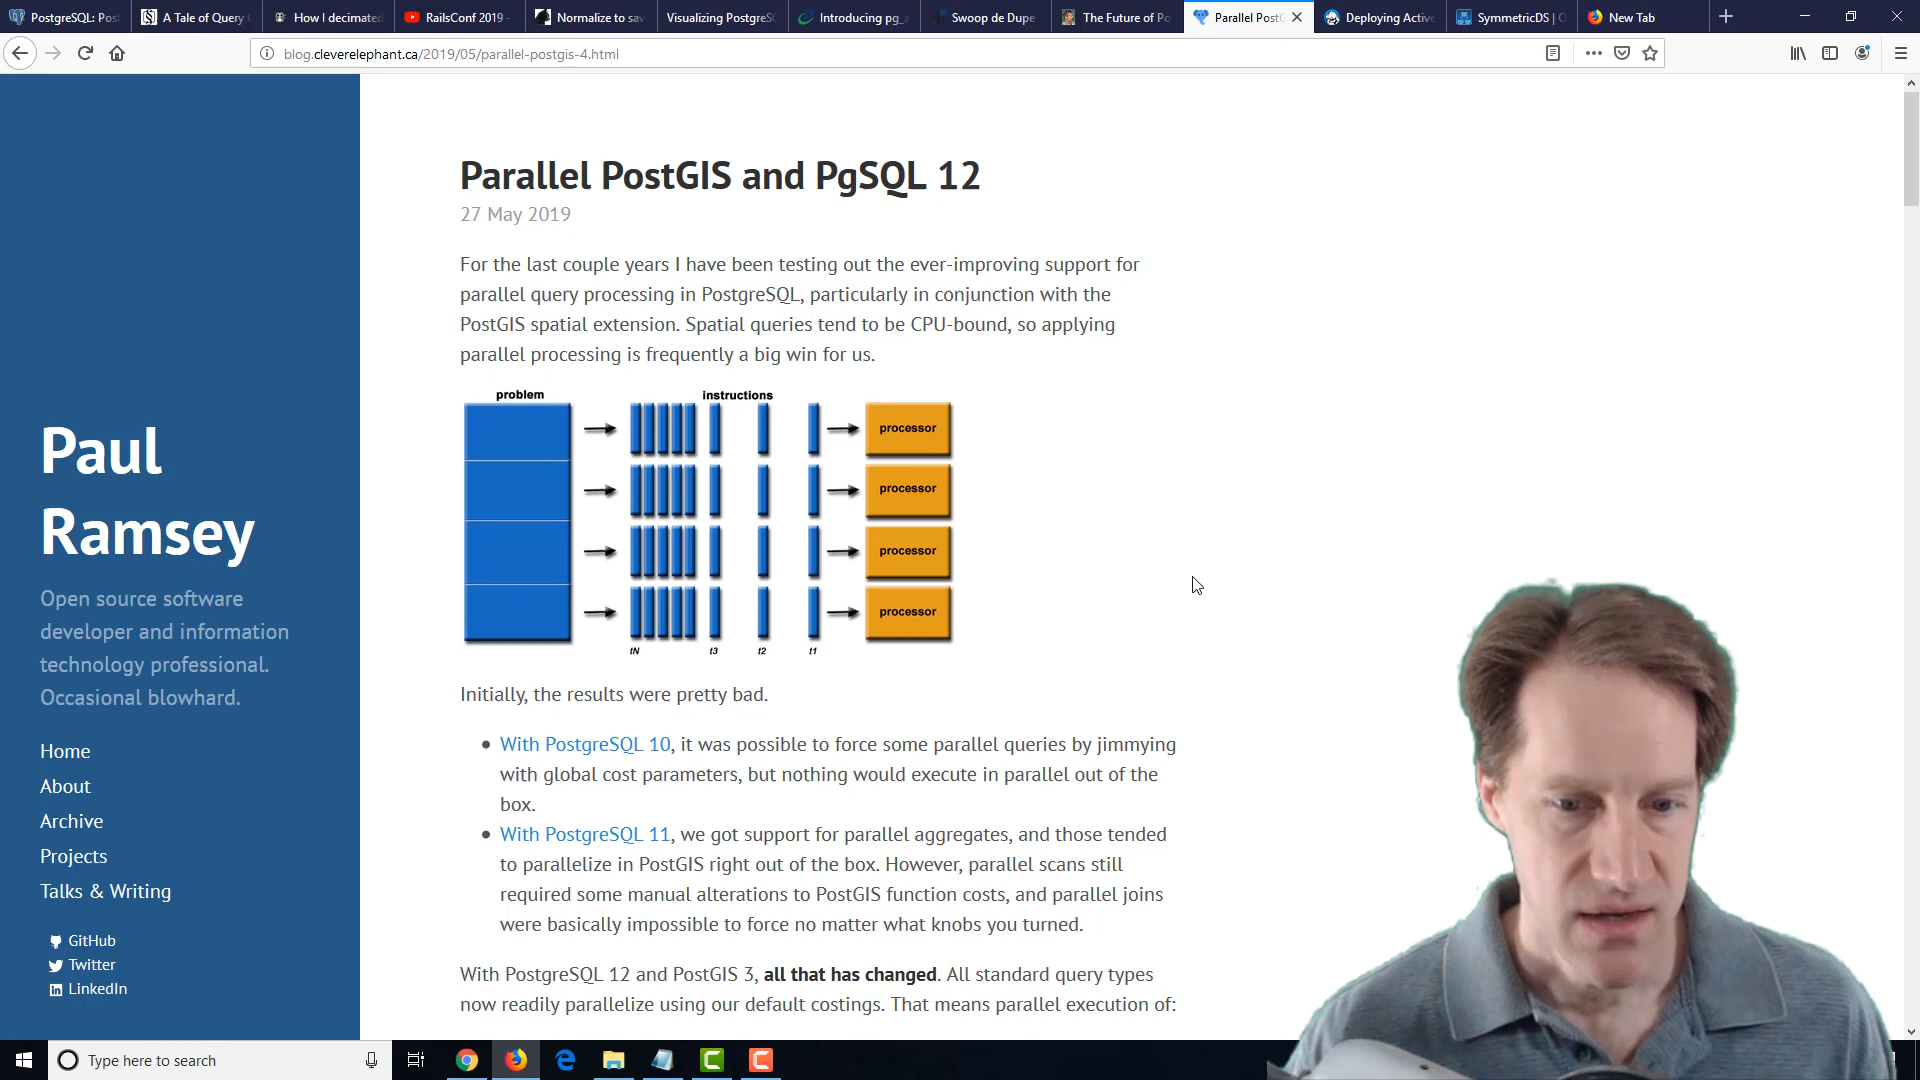 PostgreSQL: Pos
A Tale of Query
How I decimated
RailsConf 2019 -
Normalize to sav
Visualizing PostgreSC
Introducing pg_
Swoop de Dupe
The Future of Po
Parallel PostG
Deploying Active
SymmetricDS | O
New Tab
blog.cleverelephant.ca/2019/05/parallel-postgis-4.html
Parallel PostGIS and PgSQL 12
27 May 2019
For the last couple years I have been testing out the ever-improving support for
parallel query processing in PostgreSQL, particularly in conjunction with the
PostGIS spatial extension. Spatial queries tend to be CPU-bound, so applying
parallel processing is frequently a big win for us.
problem
instructions
processor
processor
processor
processor
tN
t3
t2
t1
Initially, the results were pretty bad.
With PostgreSQL 10, it was possible to force some parallel queries by jimmying
with global cost parameters, but nothing would execute in parallel out of the
box.
With PostgreSQL 11, we got support for parallel aggregates, and those tended
to parallelize in PostGIS right out of the box. However, parallel scans still
required some manual alterations to PostGIS function costs, and parallel joins
were basically impossible to force no matter what knobs you turned.
With PostgreSQL 12 and PostGIS 3, all that has changed. All standard query types
now readily parallelize using our default costings. That means parallel execution of:
Paul
Ramsey
Open source software
developer and information
technology professional.
Occasional blowhard.
Home
About
Archive
Projects
Talks & Writing
GitHub
Twitter
LinkedIn
Type here to search